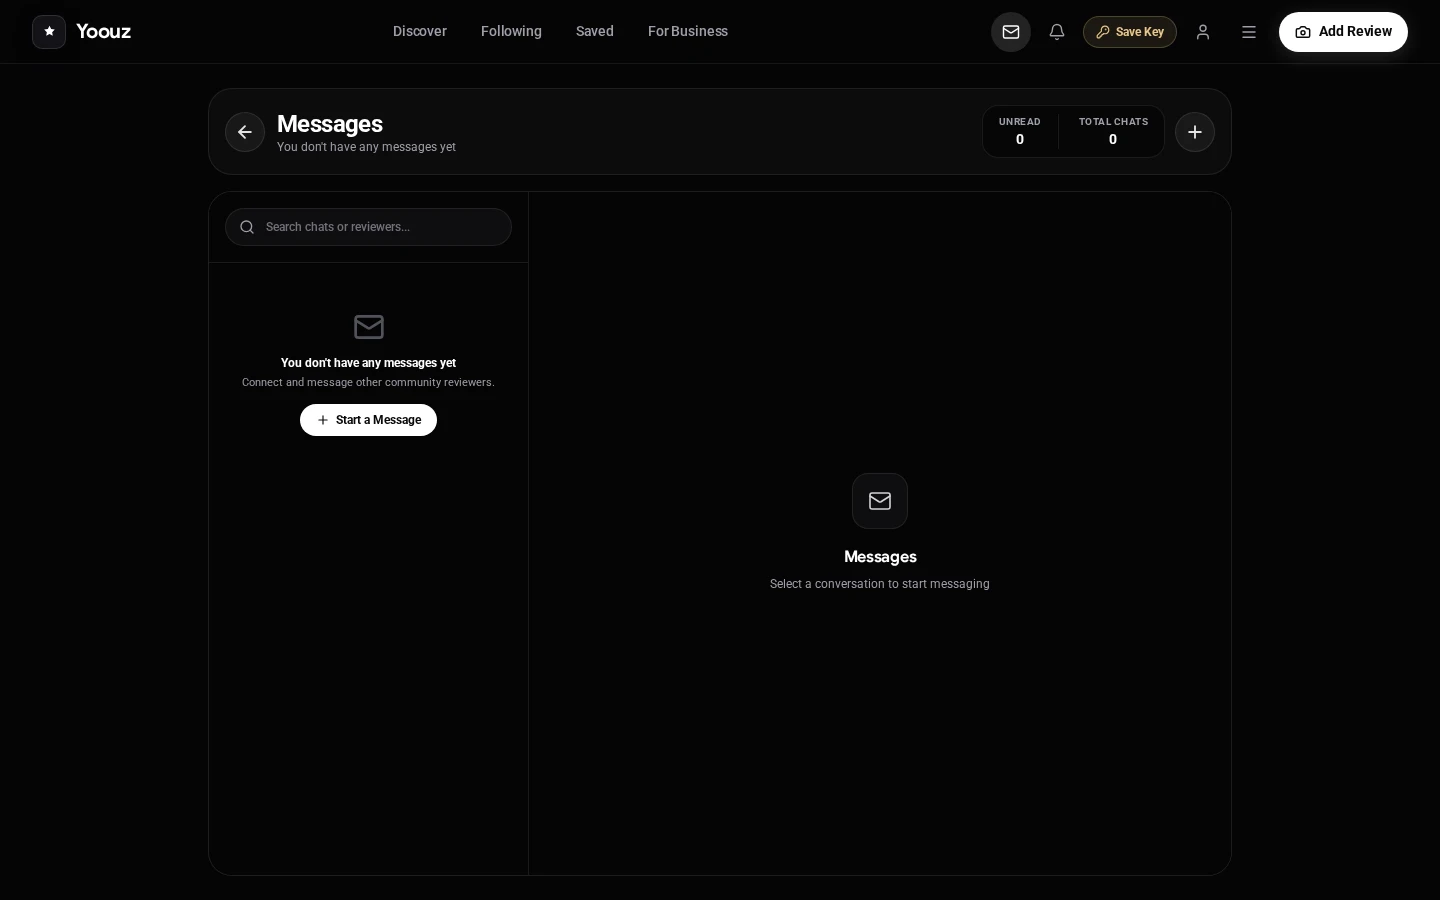 Yoouz
Discover
Following
Saved
For Business
Save Key
Add Review
Messages
You don't have any messages yet
UNREAD
0
TOTAL CHATS
0
Search chats or reviewers...
You don't have any messages yet
Connect and message other community reviewers.
Start a Message
Messages
Select a conversation to start messaging